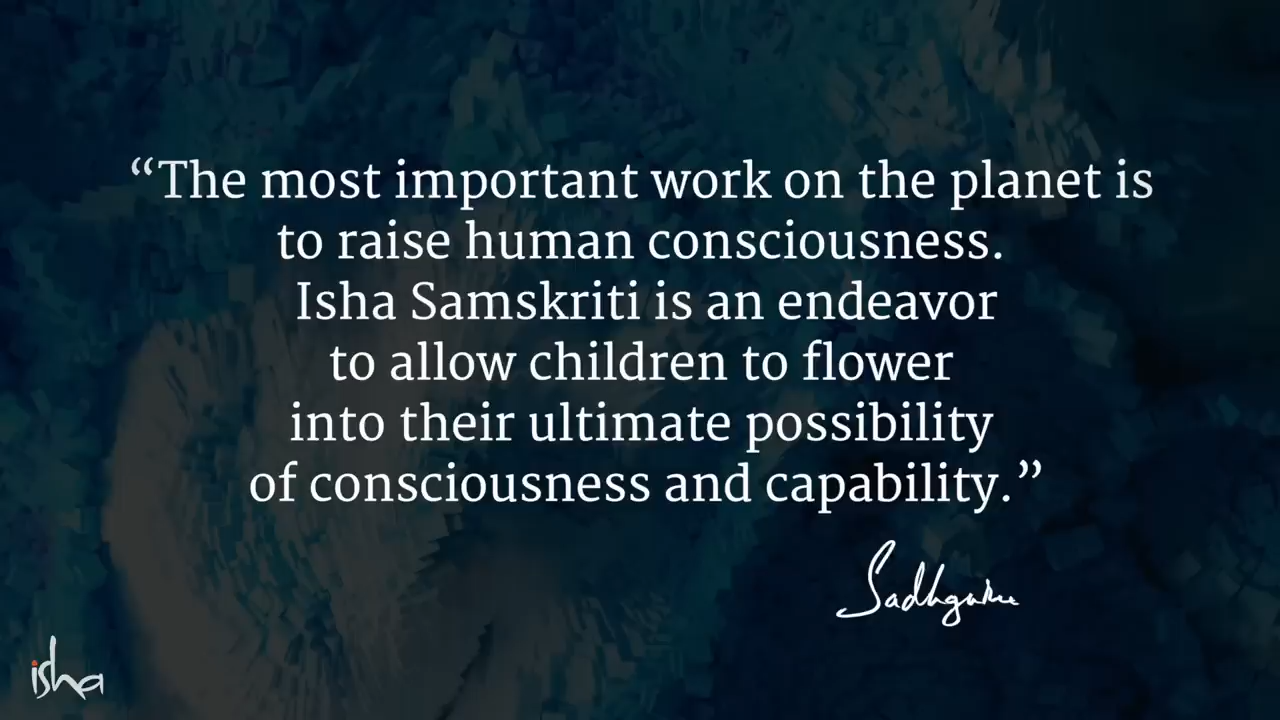 “The most important work on the planet is
to raise human consciousness.
Isha Samskriti is an endeavor
to allow children to flower
into their ultimate possibility
of consciousness and capability.”
Sadhguru
isha